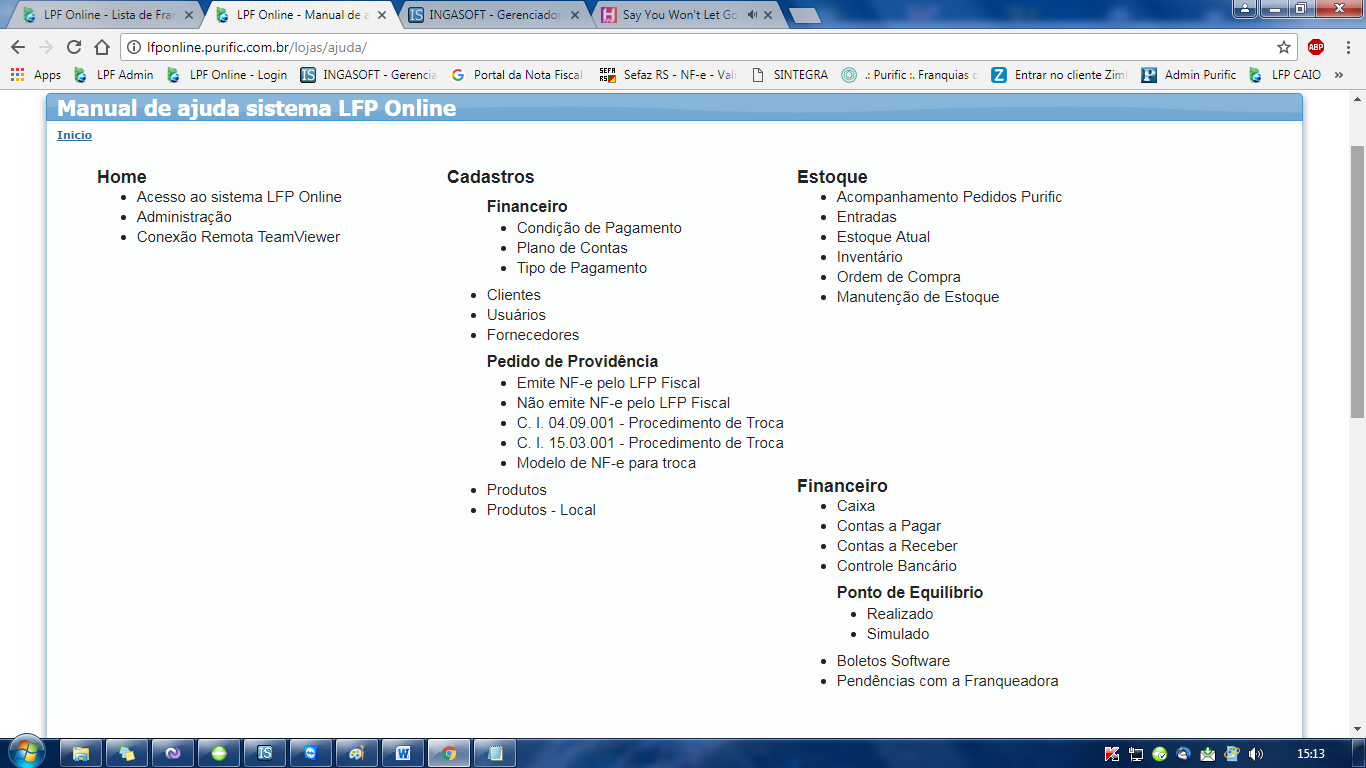 LPF Online - Lista de Fran
LPF Online - Manual de a
INGASOFT - Gerenciador
Say You Won't Let Go
lfponline.purific.com.br/lojas/ajuda/
Apps
LPF Admin
LPF Online - Login
INGASOFT - Gerencia
Portal da Nota Fiscal
Sefaz RS - NF-e - Vali
SINTEGRA
.: Purific :. Franquias
Entrar no cliente Zim
Admin Purific
LFP CAIO
»
Manual de ajuda sistema LFP Online
Inicio
Home
Acesso ao sistema LFP Online
Administração
Conexão Remota TeamViewer
Cadastros
Financeiro
Condição de Pagamento
Plano de Contas
Tipo de Pagamento
Clientes
Usuários
Fornecedores
Pedido de Providência
Emite NF-e pelo LFP Fiscal
Não emite NF-e pelo LFP Fiscal
C. I. 04.09.001 - Procedimento de Troca
C. I. 15.03.001 - Procedimento de Troca
Modelo de NF-e para troca
Produtos
Produtos - Local
Estoque
Acompanhamento Pedidos Purific
Entradas
Estoque Atual
Inventário
Ordem de Compra
Manutenção de Estoque
Financeiro
Caixa
Contas a Pagar
Contas a Receber
Controle Bancário
Ponto de Equilíbrio
Realizado
Simulado
Boletos Software
Pendências com a Franqueadora
15:13